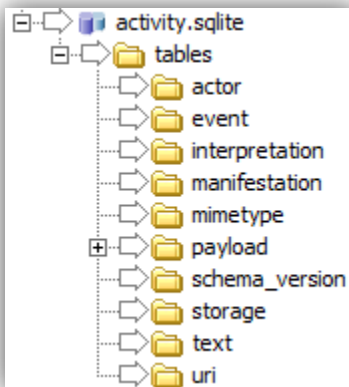 activity.sqlite
tables
actor
event
interpretation
manifestation
mimetype
payload
schema_version
storage
text
uri